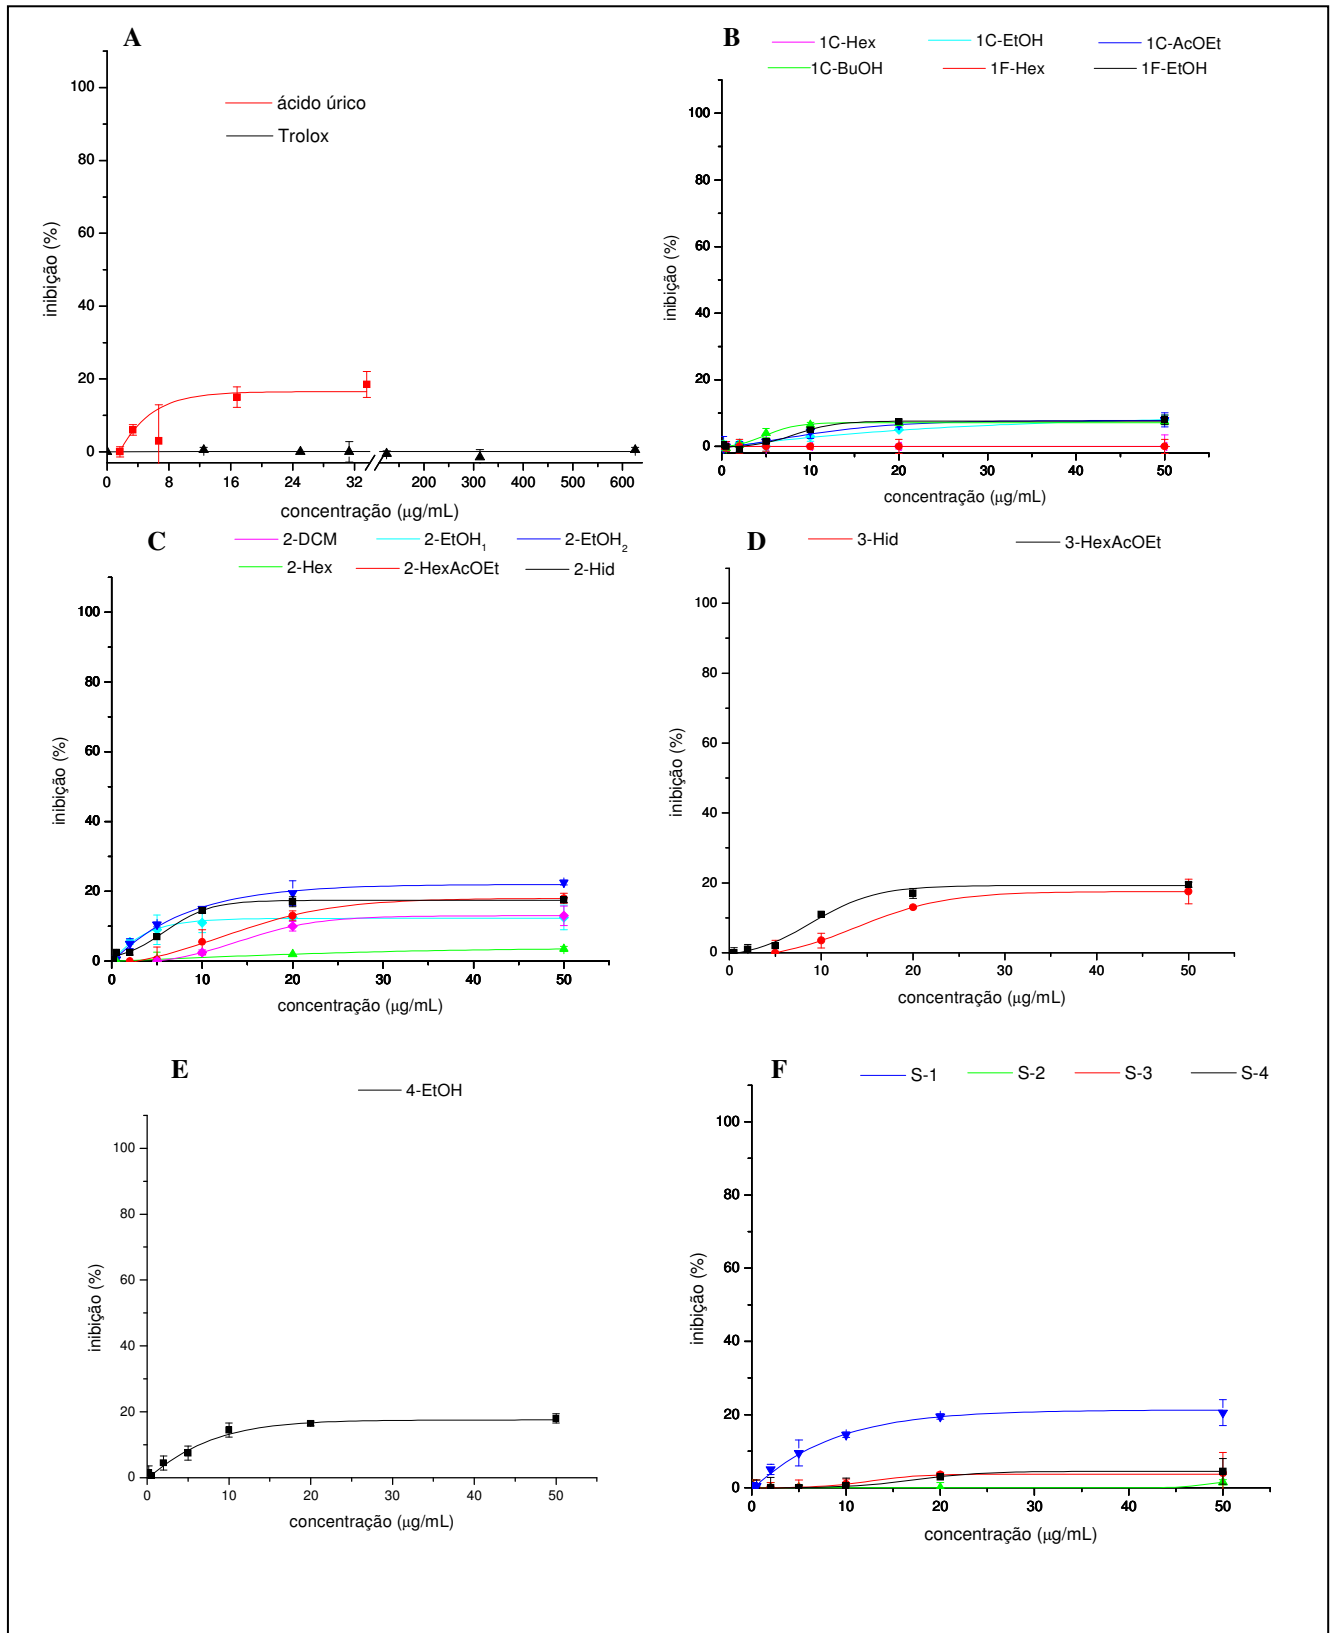 A
ácido úrico
Trolox
100
80
60
40
20
0
inibição (%)
0 8 16 24 32 200 300 400 500 600
concentração (μg/mL)
B
1C-Hex 1C-EtOH 1C-AcOEt
1C-BuOH 1F-Hex 1F-EtOH
100
80
60
40
20
0
inibição (%)
0 10 20 30 40 50
concentração (μg/mL)
C
2-DCM 2-EtOH₁ 2-EtOH₂
2-Hex 2-HexAcOEt 2-Hid
100
80
60
40
20
0
inibição (%)
0 10 20 30 40 50
concentração (μg/mL)
D
3-Hid 3-HexAcOEt
100
80
60
40
20
0
inibição (%)
0 10 20 30 40 50
concentração (μg/mL)
E
4-EtOH
100
80
60
40
20
0
inibição (%)
0 10 20 30 40 50
concentração (μg/mL)
F
S-1 S-2 S-3 S-4
100
80
60
40
20
0
inibição (%)
0 10 20 30 40 50
concentração (μg/mL)